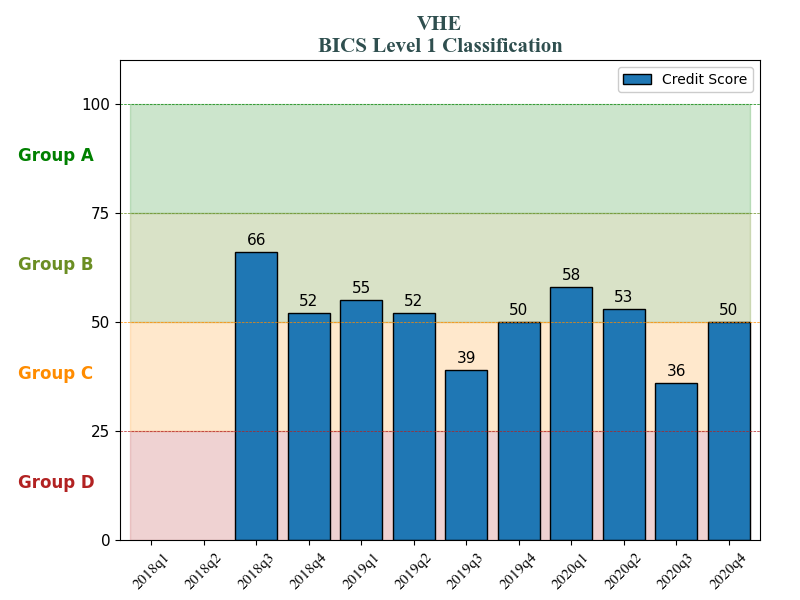 VHE
BICS Level 1 Classification
Credit Score
100
Group A
75
66
Group B
58
55
53
52
52
50
50
50
39
36
Group C
25
Group D
0
2018q1
2018q2
2018q3
2018q4
2019q1
2019q2
2019q3
2019q4
2020q1
2020q2
2020q3
2020q4